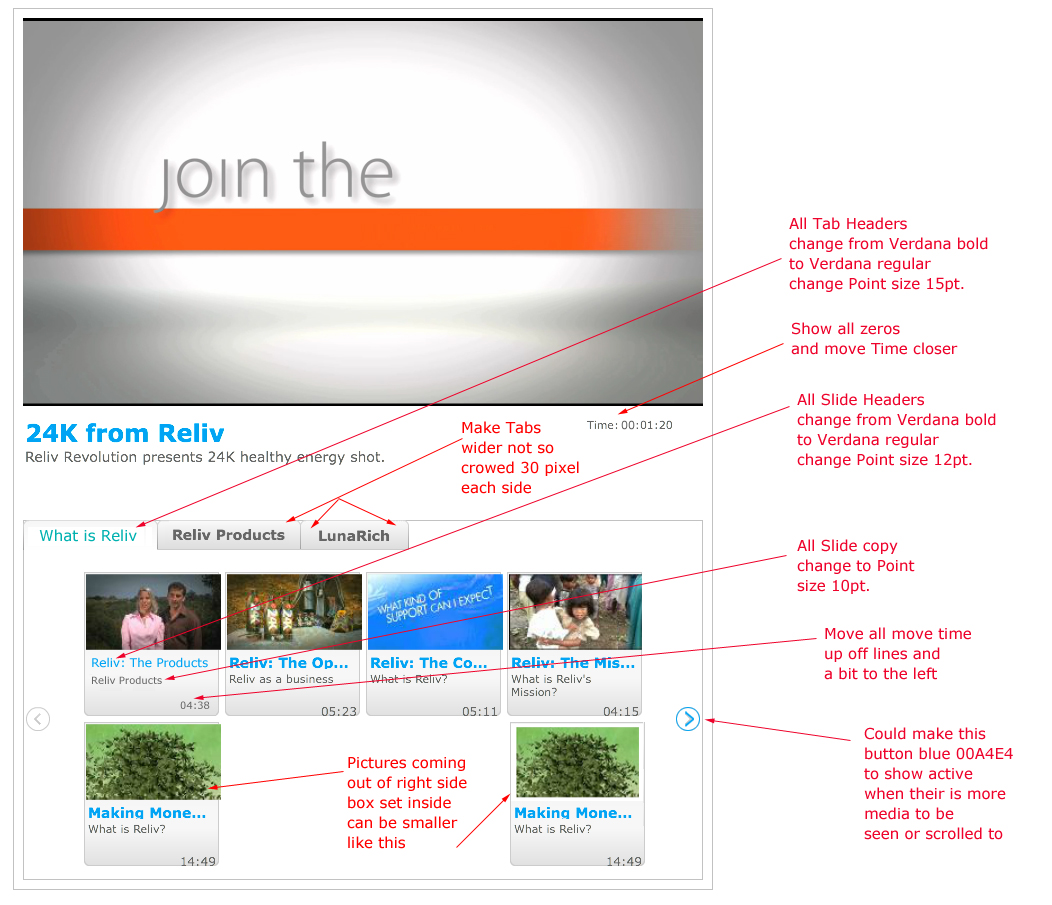 join the
All Tab Headers
change from Verdana bold
to Verdana regular
change Point size 15pt.
Show all zeros
and move Time closer
All Slide Headers
change from Verdana bold
to Verdana regular
change Point size 12pt.
24K from Reliv
Reliv Revolution presents 24K healthy energy shot.
Time: 00:01:20
Make Tabs
wider not so
crowed 30 pixel
each side
What is Reliv
Reliv Products
LunaRich
All Slide copy
change to Point
size 10pt.
WHAT KIND OF
SUPPORT CAN I EXPECT
Reliv: The Products
Reliv Products
04:38
Reliv: The Op...
Reliv as a business
05:23
Reliv: The Co...
What is Reliv?
05:11
Reliv: The Mis...
What is Reliv's
Mission?
04:15
Move all move time
up off lines and
a bit to the left
Could make this
button blue 00A4E4
to show active
when their is more
media to be
seen or scrolled to
Making Mone...
What is Reliv?
14:49
Pictures coming
out of right side
box set inside
can be smaller
like this
Making Mone...
What is Reliv?
14:49